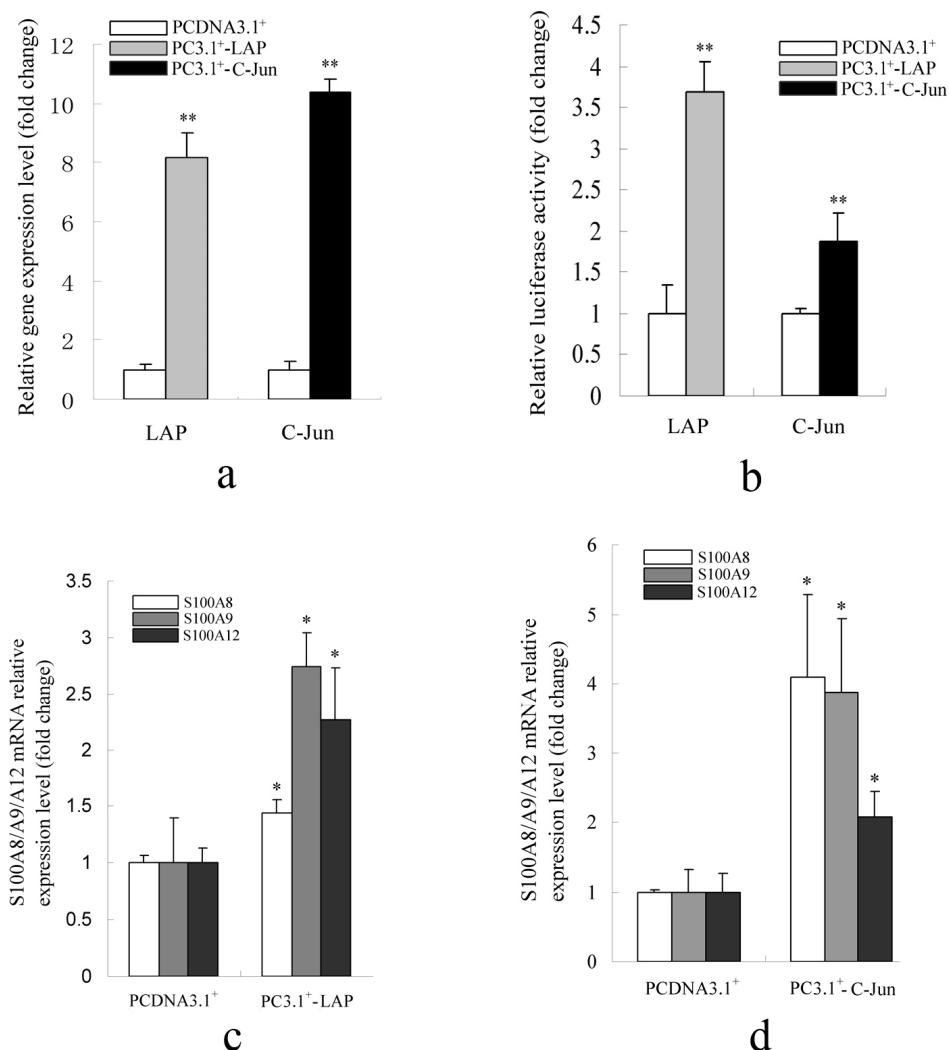 PCDNA3.1+
PC3.1+-LAP
PC3.1+-C-Jun
Relative gene expression level (fold change)
12
10
8
6
4
2
0
**
**
LAP
C-Jun
a
PCDNA3.1+
PC3.1+-LAP
PC3.1+-C-Jun
Relative luciferase activity (fold change)
4.5
4
3.5
3
2.5
2
1.5
1
0.5
0
**
**
LAP
C-Jun
b
S100A8
S100A9
S100A12
S100A8/A9/A12 mRNA relative
expression level (fold change)
3.5
3
2.5
2
1.5
1
0.5
0
*
*
*
PCDNA3.1+
PC3.1+-LAP
c
S100A8
S100A9
S100A12
S100A8/A9/A12 mRNA relative
expression level (fold change)
6
5
4
3
2
1
0
*
*
*
PCDNA3.1+
PC3.1+- C-Jun
d